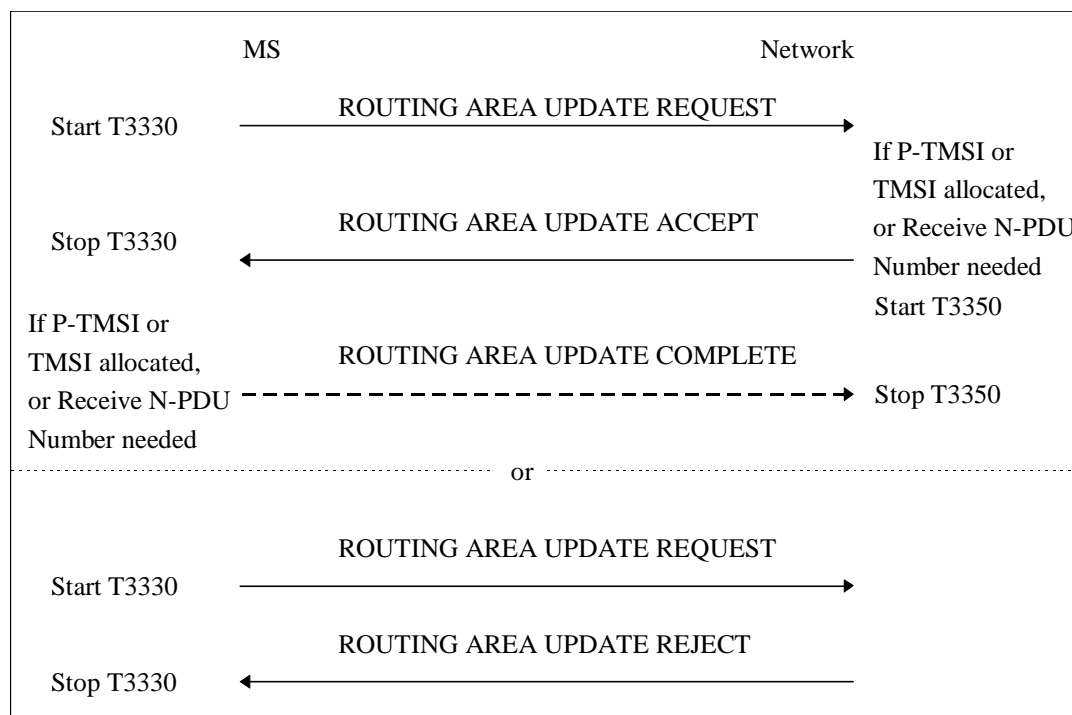 MS
Network
ROUTING AREA UPDATE REQUEST
Start T3330
If P-TMSI or
TMSI allocated,
or Receive N-PDU
Number needed
Start T3350
ROUTING AREA UPDATE ACCEPT
Stop T3330
If P-TMSI or
TMSI allocated,
or Receive N-PDU
Number needed
ROUTING AREA UPDATE COMPLETE
Stop T3350
or
ROUTING AREA UPDATE REQUEST
Start T3330
ROUTING AREA UPDATE REJECT
Stop T3330